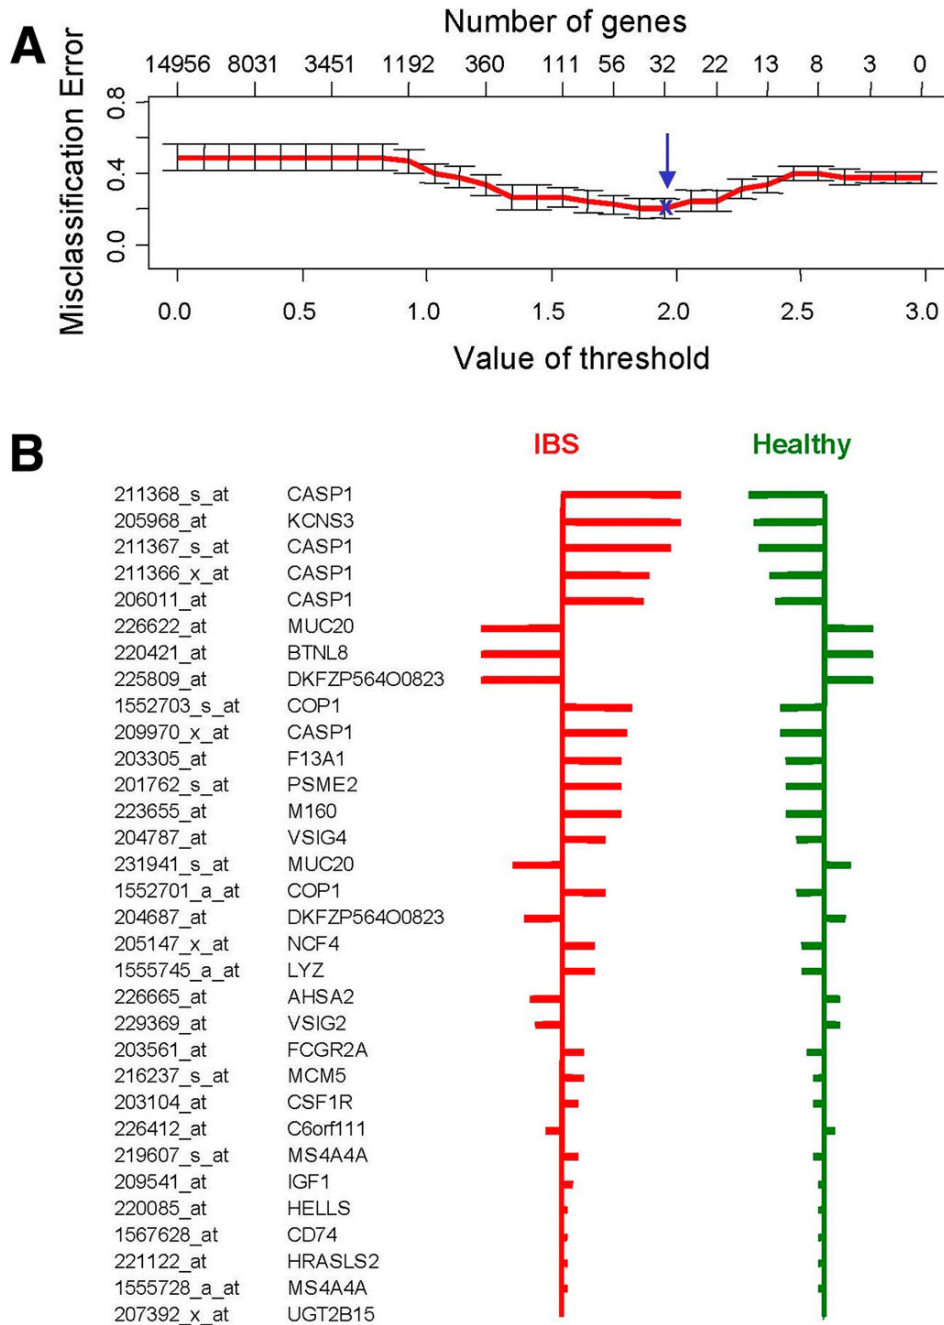 A
Number of genes
14956 8031 3451 1192 360 111 56 32 22 13 8 3 0
Misclassification Error
0.8
0.4
0.0
x
0.0 0.5 1.0 1.5 2.0 2.5 3.0
Value of threshold
B
IBS Healthy
211368_s_at CASP1
205968_at KCNS3
211367_s_at CASP1
211366_x_at CASP1
206011_at CASP1
226622_at MUC20
220421_at BTNL8
225809_at DKFZP564O0823
1552703_s_at COP1
209970_x_at CASP1
203305_at F13A1
201762_s_at PSME2
223655_at M160
204787_at VSIG4
231941_s_at MUC20
1552701_a_at COP1
204687_at DKFZP564O0823
205147_x_at NCF4
1555745_a_at LYZ
226665_at AHSA2
229369_at VSIG2
203561_at FCGR2A
216237_s_at MCM5
203104_at CSF1R
226412_at C6orf111
219607_s_at MS4A4A
209541_at IGF1
220085_at HELLS
1567628_at CD74
221122_at HRASLS2
1555728_a_at MS4A4A
207392_x_at UGT2B15